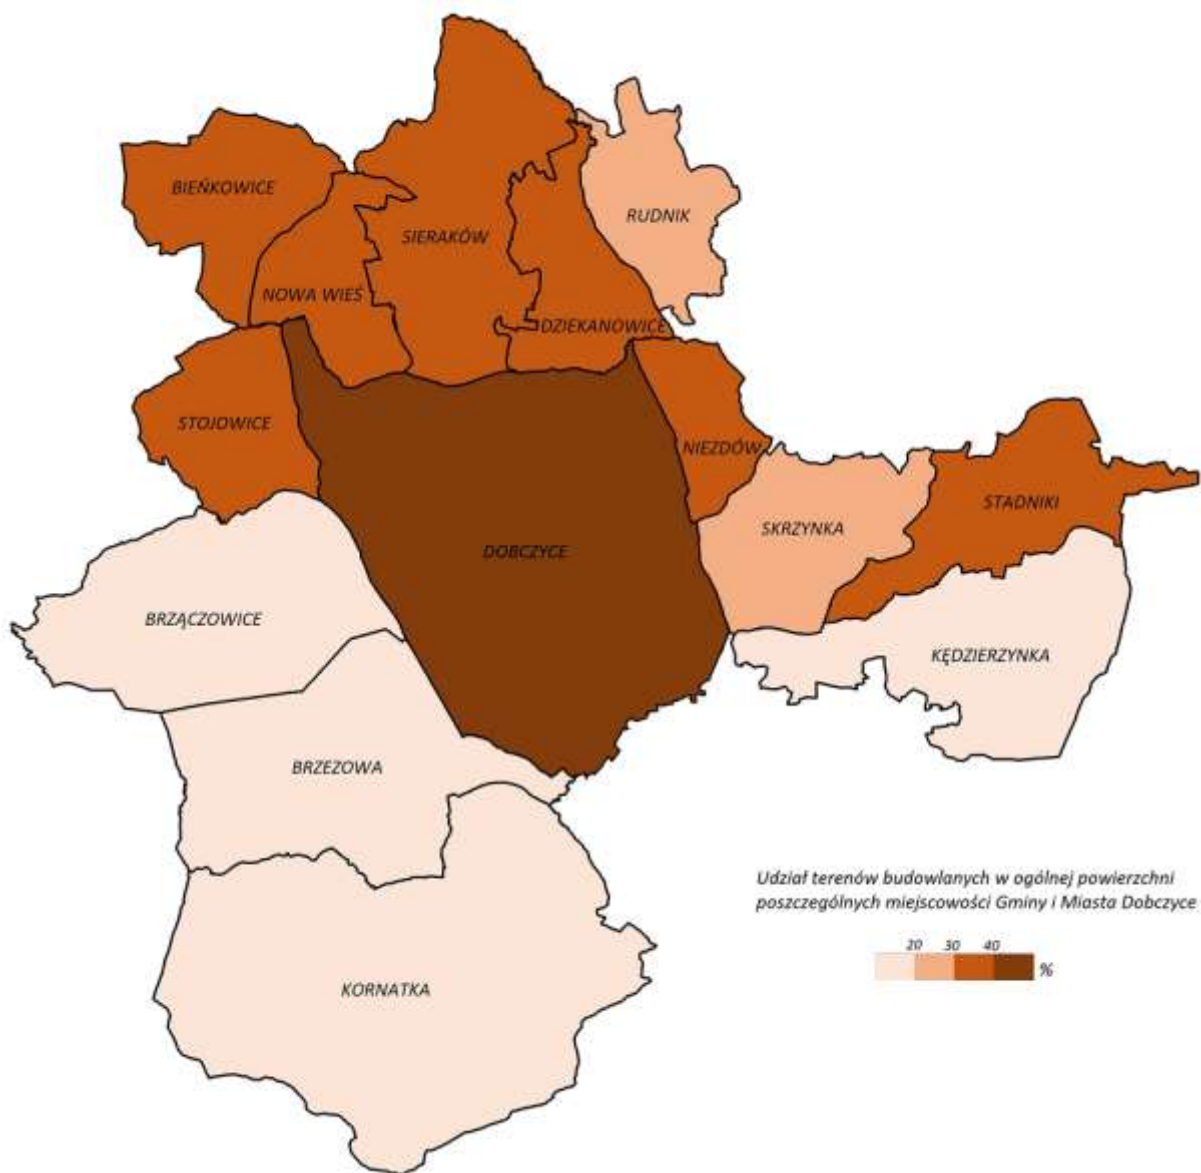 BIEŃKOWICE
RUDNIK
SIERAKÓW
NOWA WIEŚ
DZIEKANOWICE
STOJOWICE
NIEZDÓW
STADNIKI
SKRZYNKA
DOBCZYCE
BRZĄCZOWICE
KĘDZIERZYNKA
BRZEZOWA
KORNATKA
Udział terenów budowlanych w ogólnej powierzchni
poszczególnych miejscowości Gminy i Miasta Dobczyce
20 30 40
%